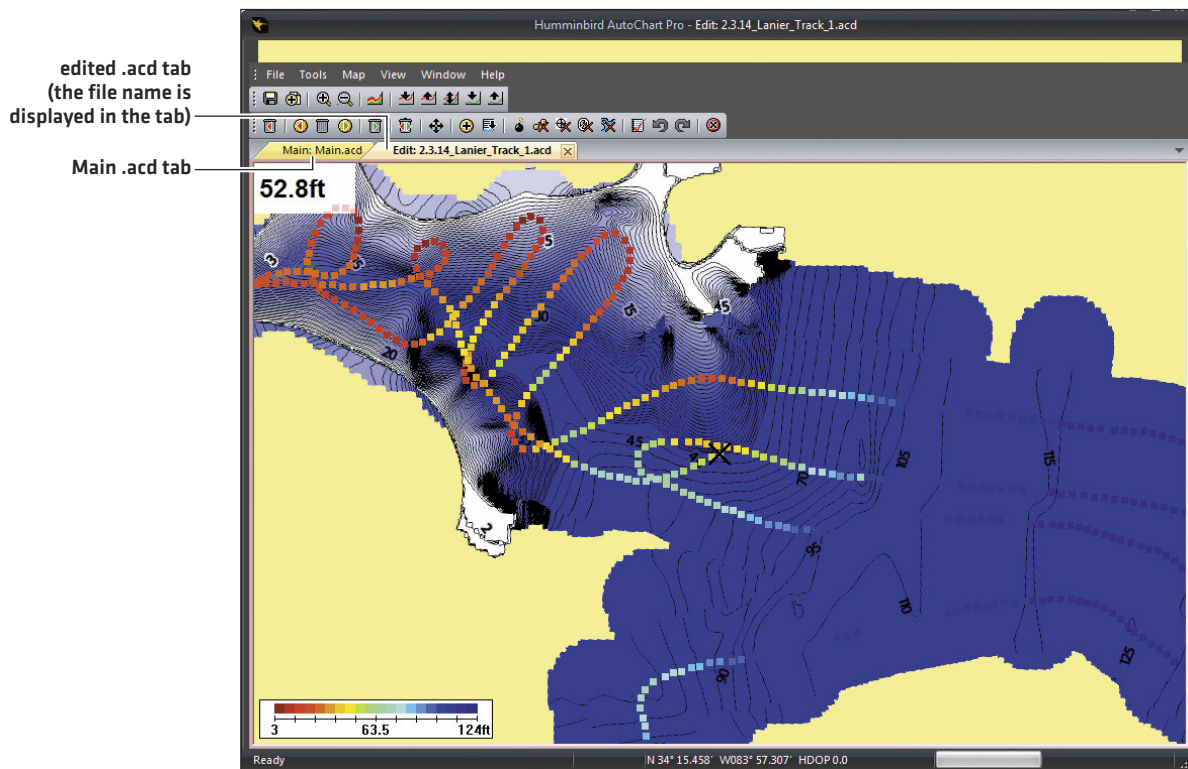 Humminbird AutoChart Pro - Edit: 2.3.14_Lanier_Track_1.acd
edited .acd tab
(the file name is
displayed in the tab)
Main .acd tab
File Tools Map View Window Help
Main: Main.acd
Edit: 2.3.14_Lanier_Track_1.acd
52.8ft
3
5
5
15
45
10
20
15
45
4
105
115
70
2
95
110
90
125
3 63.5 124ft
Ready
N 34° 15.458' W083° 57.307' HDOP 0.0